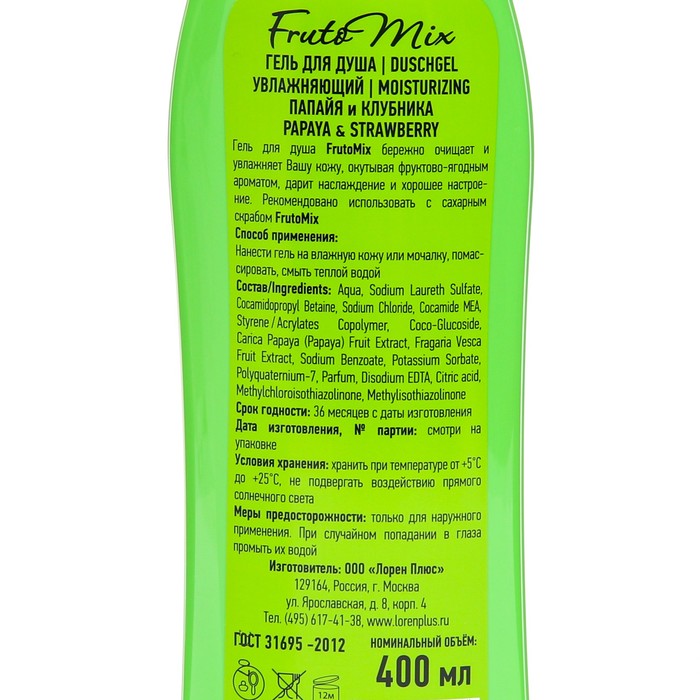 Fruto Mix
ГЕЛЬ ДЛЯ ДУША | DUSCHGEL
УВЛАЖНЯЮЩИЙ | MOISTURIZING
ПАПАЙЯ и КЛУБНИКА
PAPAYA & STRAWBERRY
Гель для душа FrutoMix бережно очищает и
увлажняет Вашу кожу, окутывая фруктово-ягодным
ароматом, дарит наслаждение и хорошее настрое-
ние. Рекомендовано использовать с сахарным
скрабом FrutoMix
Способ применения:
Нанести гель на влажную кожу или мочалку, помас-
сировать, смыть теплой водой
Состав/Ingredients: Aqua, Sodium Laureth Sulfate,
Cocamidopropyl Betaine, Sodium Chloride, Cocamide MEA,
Styrene / Acrylates Copolymer, Coco-Glucoside,
Carica Papaya (Papaya) Fruit Extract, Fragaria Vesca
Fruit Extract, Sodium Benzoate, Potassium Sorbate,
Polyquaternium-7, Parfum, Disodium EDTA, Citric acid,
Methylchloroisothiazolinone, Methylisothiazolinone
Срок годности: 36 месяцев с даты изготовления
Дата изготовления, № партии: смотри на
упаковке
Условия хранения: хранить при температуре от +5°С
до +25°С, не подвергать воздействию прямого
солнечного света
Меры предосторожности: только для наружного
применения. При случайном попадании в глаза
промыть их водой
Изготовитель: ООО «Лорен Плюс»
129164, Россия, г. Москва
ул. Ярославская, д. 8, корп. 4
Тел. (495) 617-41-38, www.lorenplus.ru
ГОСТ 31695 -2012
НОМИНАЛЬНЫЙ ОБЪЁМ:
400 мл
12М